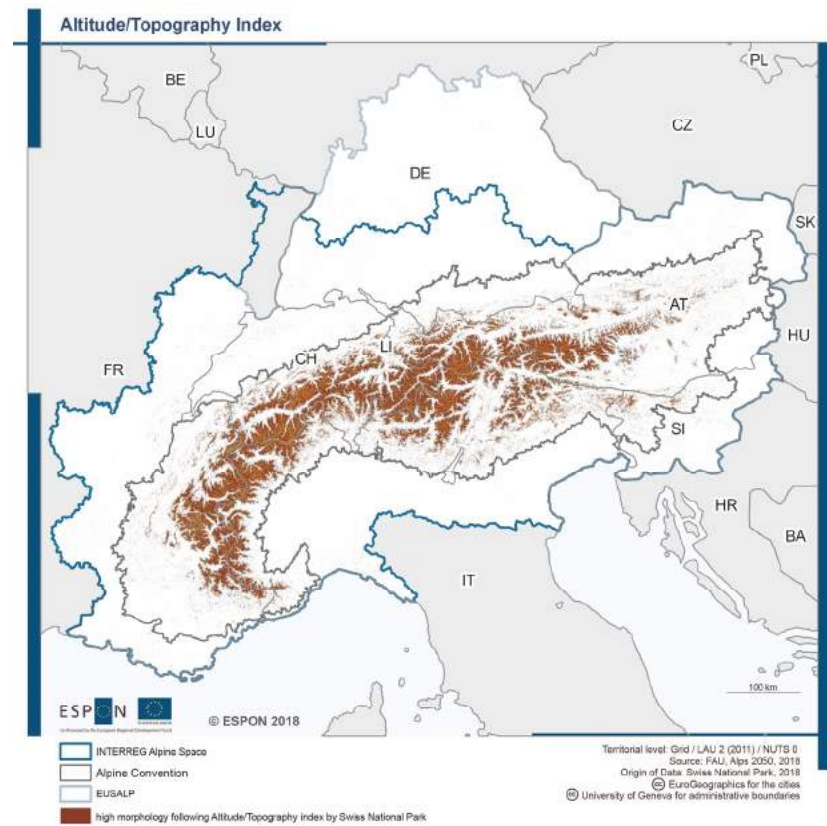 Altitude/Topography Index
BE
LU
PL
CZ
DE
SK
AT
HU
LI
CH
FR
SI
HR
BA
IT
100 km
ESPON
© ESPON 2018
Territorial level: Grid / LAU 2 (2011) / NUTS 0
Source: FAU, Alps 2050, 2018
Origin of Data: Swiss National Park, 2018
cc EuroGeographics for the cities
cc University of Geneva for administrative boundaries
INTERREG Alpine Space
Alpine Convention
EUSALP
high morphology following Altitude/Topography index by Swiss National Park